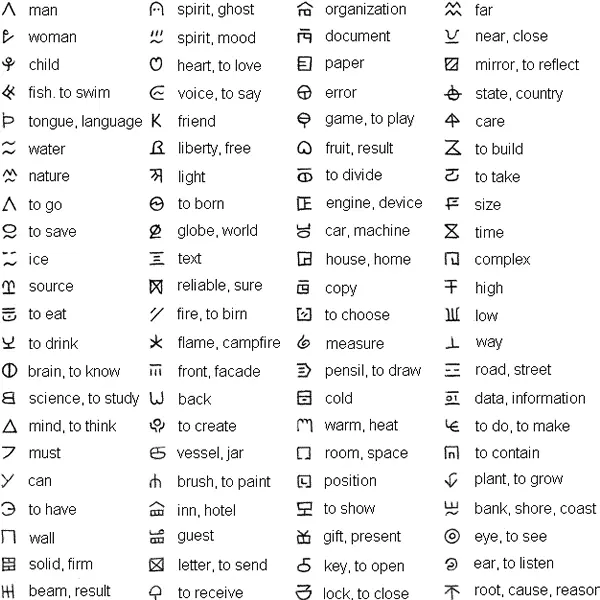 man spirit, ghost organization far
woman spirit, mood document near, close
child heart, to love paper mirror, to reflect
fish. to swim voice, to say error state, country
tongue, language friend game, to play care
water liberty, free fruit, result to build
nature light to divide to take
to go to born engine, device size
to save globe, world car, machine time
ice text house, home complex
source reliable, sure copy high
to eat fire, to birn to choose low
to drink flame, campfire measure way
brain, to know front, facade pensil, to draw road, street
science, to study back cold data, information
mind, to think to create warm, heat to do, to make
must vessel, jar room, space to contain
can brush, to paint position plant, to grow
to have inn, hotel to show bank, shore, coast
wall guest gift, present eye, to see
solid, firm letter, to send key, to open ear, to listen
beam, result to receive lock, to close root, cause, reason